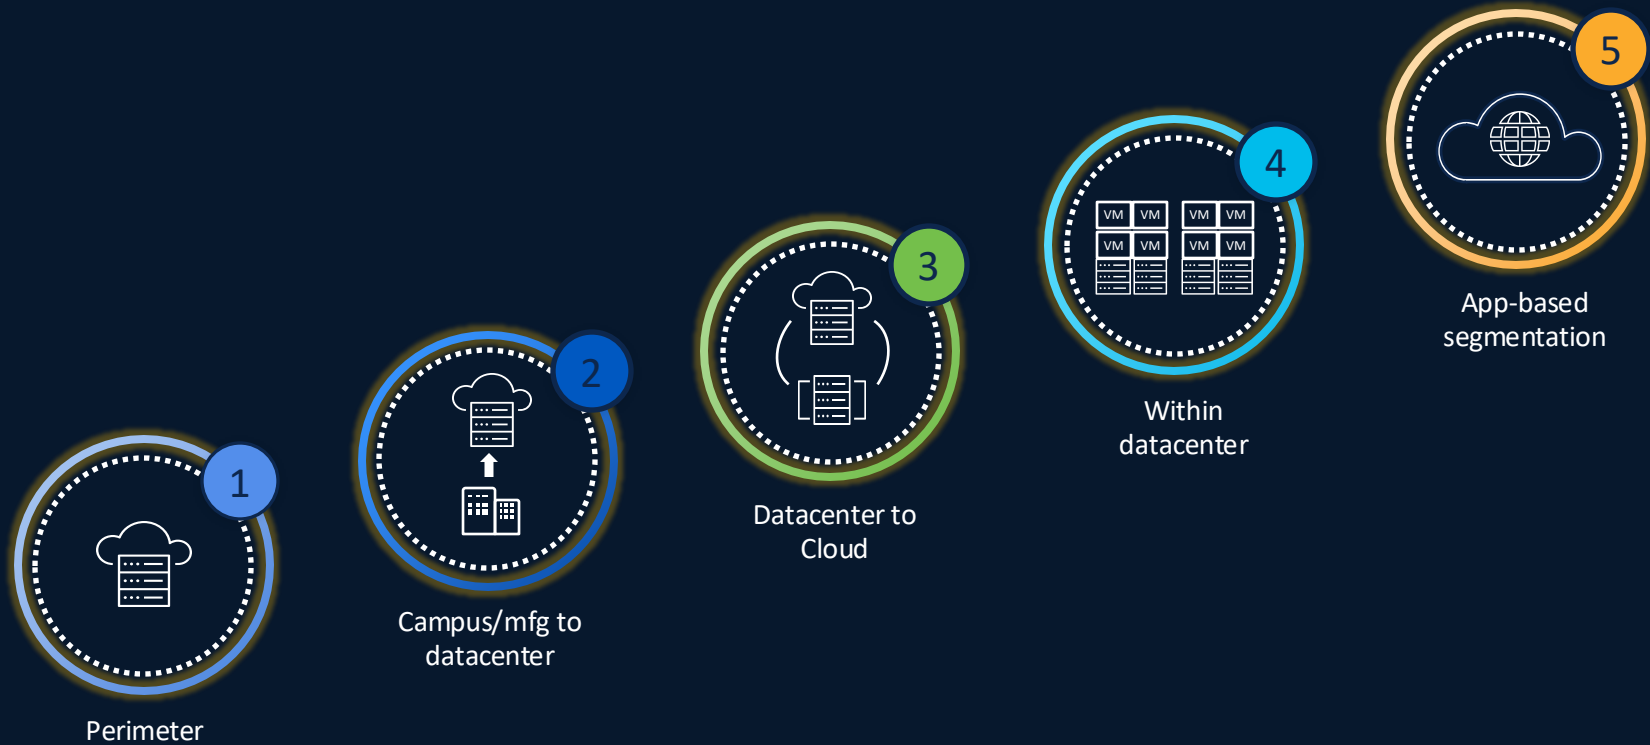 1
Perimeter
2
Campus/mfg to
datacenter
3
Datacenter to
Cloud
4
VM VM VM VM
VM VM VM VM
Within
datacenter
5
App-based
segmentation